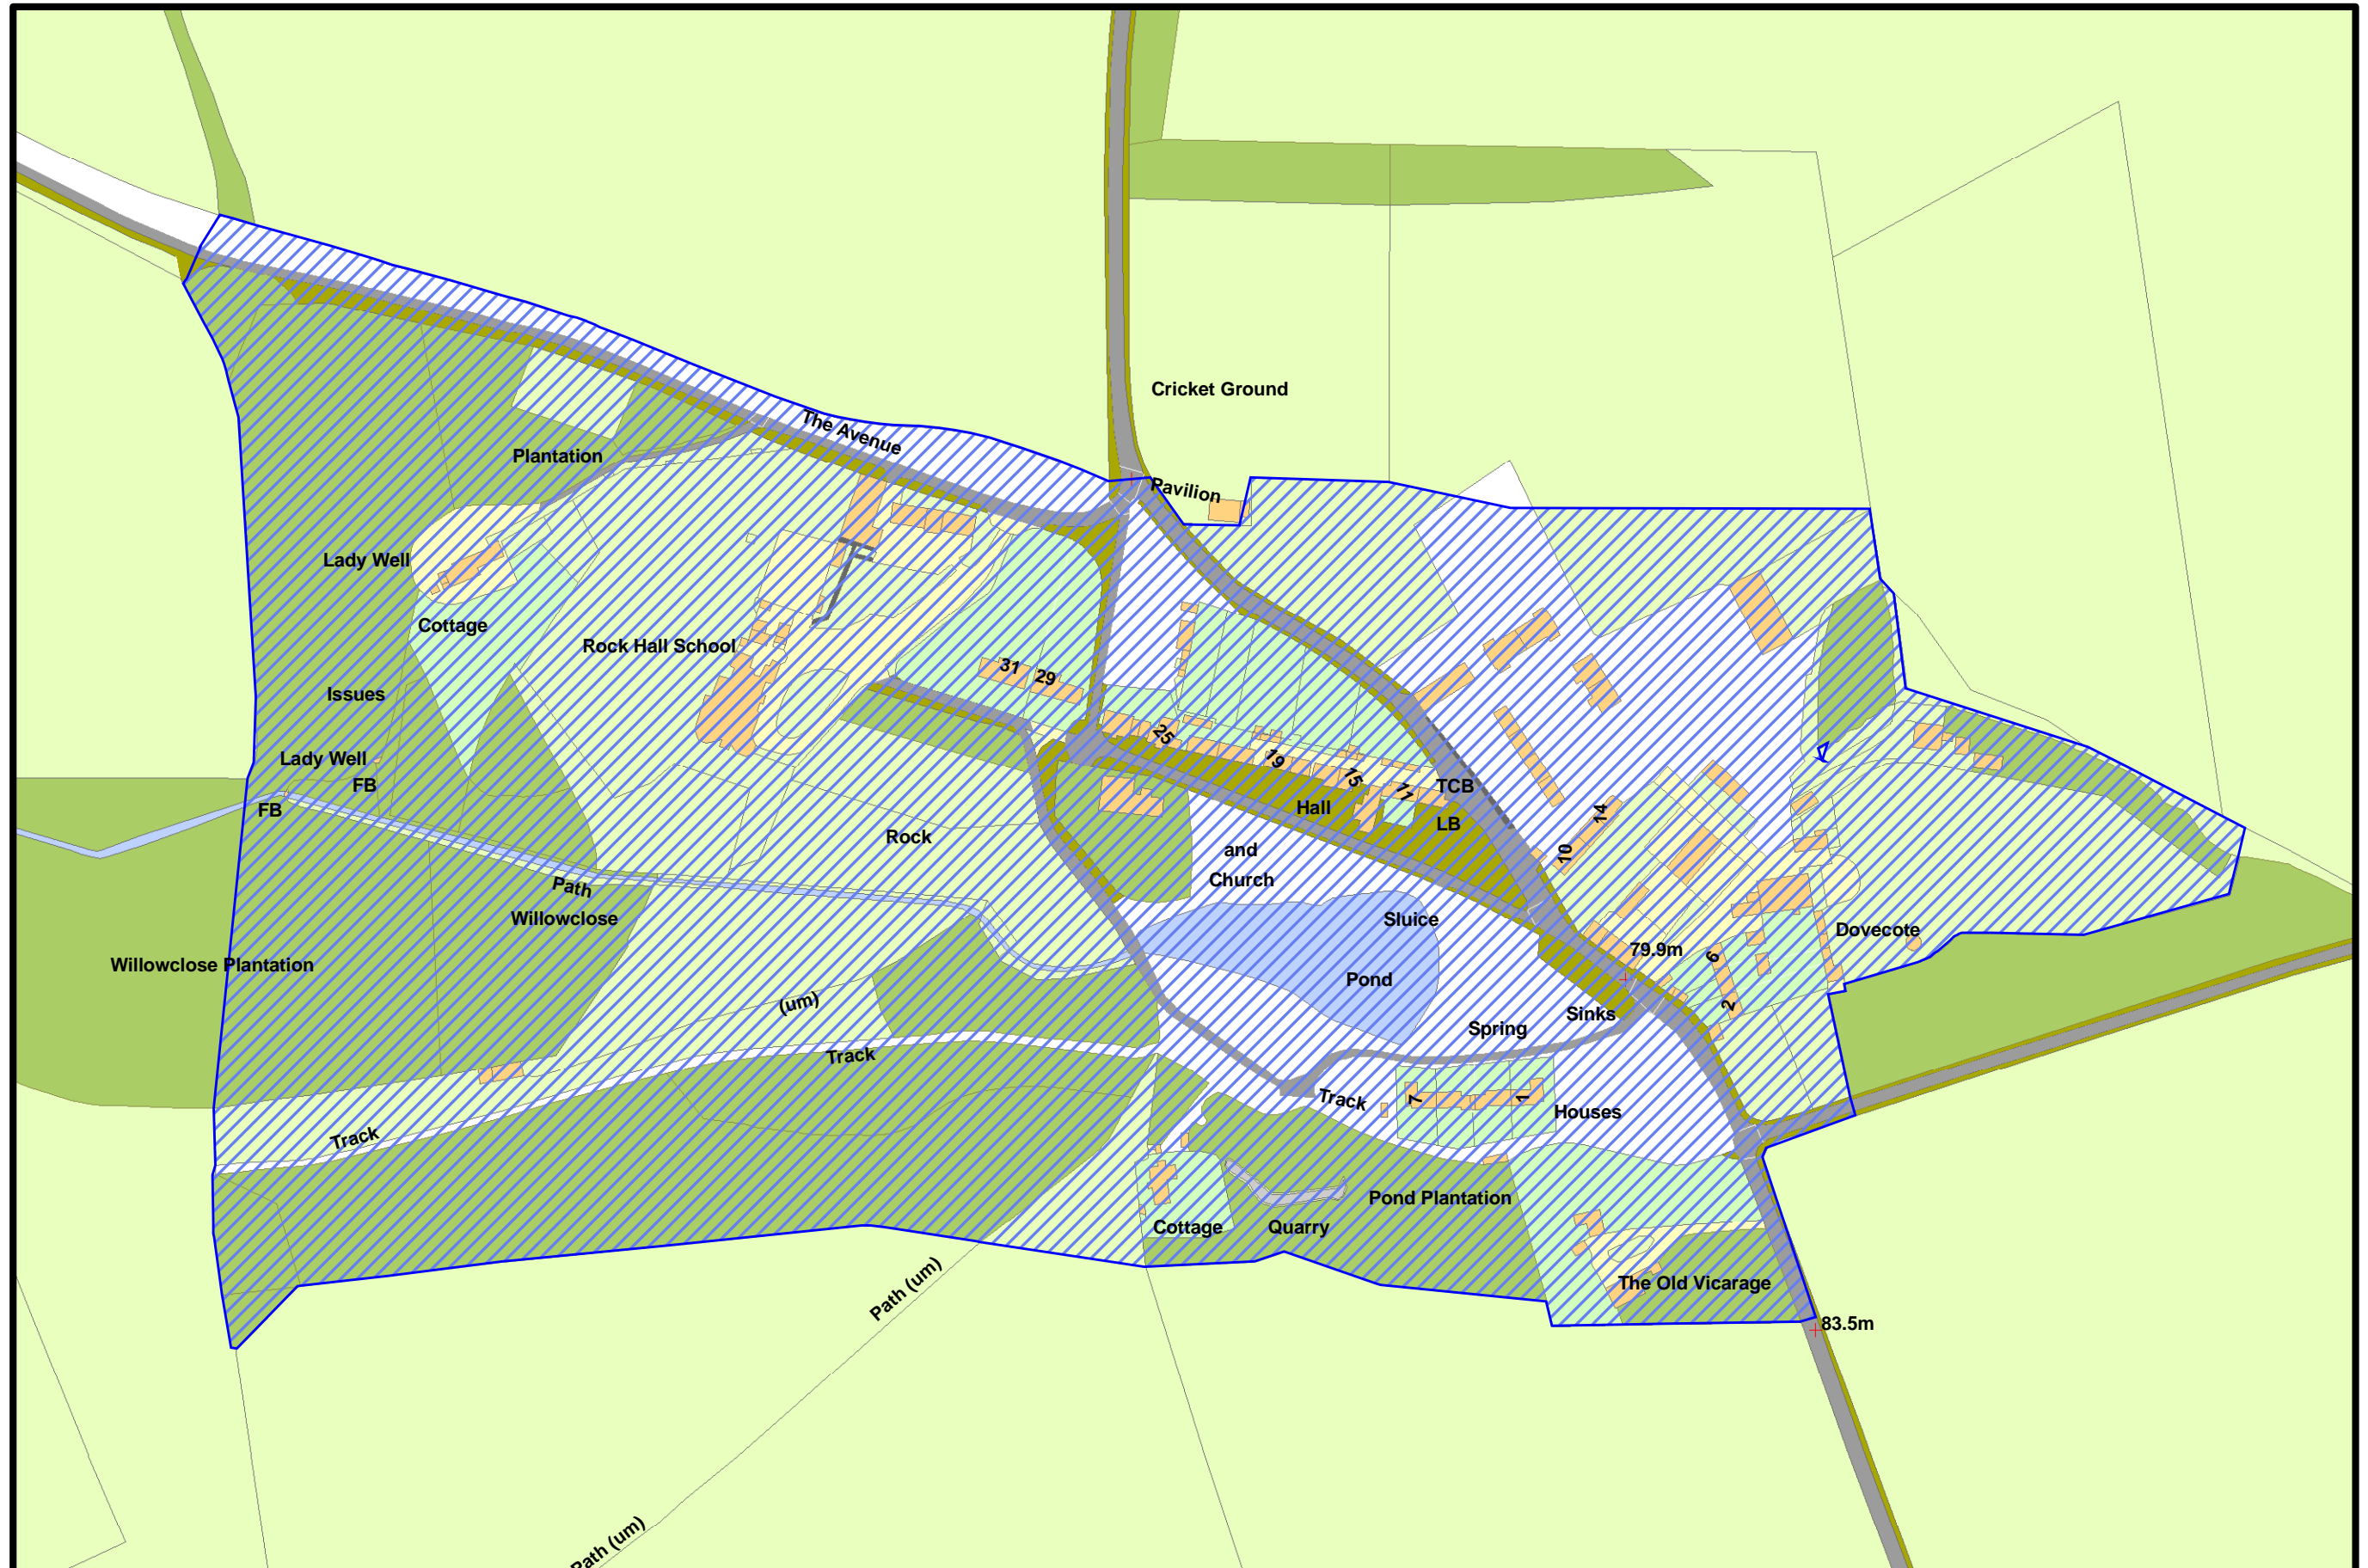 Cricket Ground
The Avenue
Plantation
Pavilion
Lady Well
Cottage
Rock Hall School
31
29
Issues
25
19
15
11
Lady Well
FB
FB
TCB
Hall
LB
14
10
Rock
and
Church
Path
Willowclose
Sluice
Dovecote
79.9m
6
Willowclose Plantation
Pond
2
(um)
Sinks
Spring
Track
Track
7
1
Houses
Track
Pond Plantation
Cottage
Quarry
Path (um)
The Old Vicarage
83.5m
Path (um)